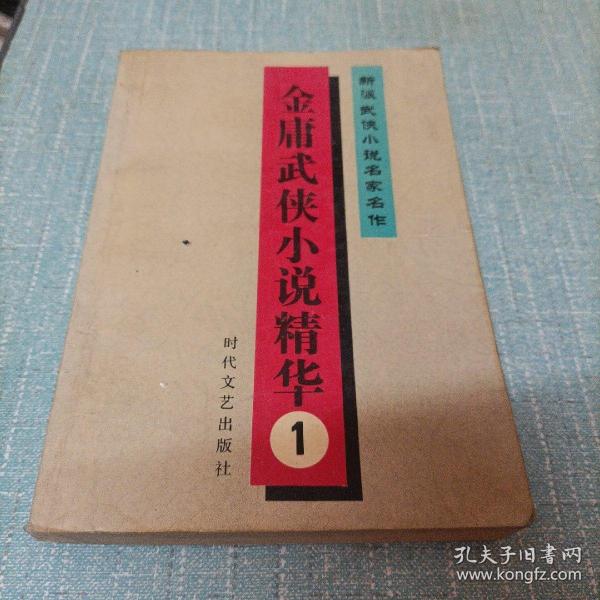 新派武侠小说名家名作
金庸武侠小说精华
1
时代文艺出版社
孔夫子旧书网
www.kongfz.com